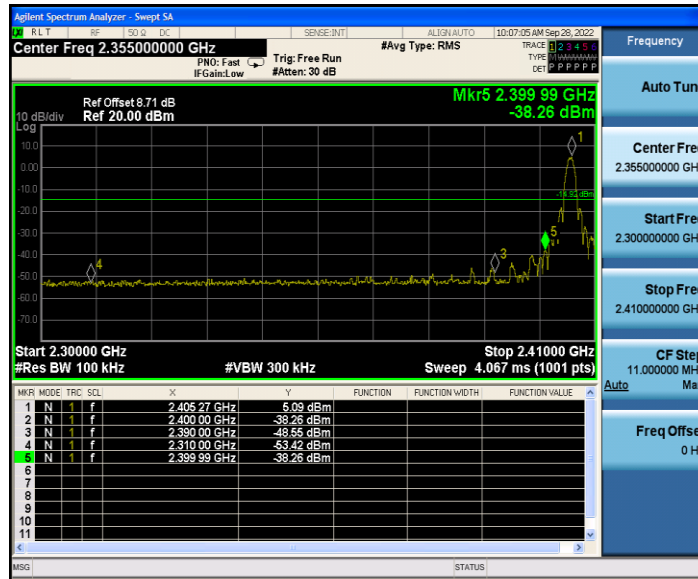 Agilent Spectrum Analyzer - Swept SA
R L T RF 50 Ω DC SENSE:INT ALIGN AUTO 10:07:05 AM Sep 28, 2022
Center Freq 2.355000000 GHz #Avg Type: RMS TRACE 1 2 3 4 5 6
PNO: Fast Trig: Free Run TYPE M W W W W W
IFGain:Low #Atten: 30 dB DET P P P P P P
Mkr5 2.399 99 GHz
-38.26 dBm
Ref Offset 8.71 dB
10 dB/div Ref 20.00 dBm
Log
10.0
0.00
-10.0
-20.0
-30.0
-40.0
-50.0
-60.0
-70.0
1
-14.92 dBm
5
3
4
Start 2.30000 GHz Stop 2.41000 GHz
#Res BW 100 kHz #VBW 300 kHz Sweep 4.067 ms (1001 pts)
MKR MODE TRC SCL X Y FUNCTION FUNCTION WIDTH FUNCTION VALUE
1 N 1 f 2.405 27 GHz 5.09 dBm
2 N 1 f 2.400 00 GHz -38.26 dBm
3 N 1 f 2.390 00 GHz -48.55 dBm
4 N 1 f 2.310 00 GHz -53.42 dBm
5 N 1 f 2.399 99 GHz -38.26 dBm
6
7
8
9
10
11
MSG STATUS
Frequency
Auto Tun
Center Fre
2.355000000 GH
Start Fre
2.300000000 GH
Stop Fre
2.410000000 GH
CF Step
11.000000 MH
Auto Ma
Freq Offse
0 H